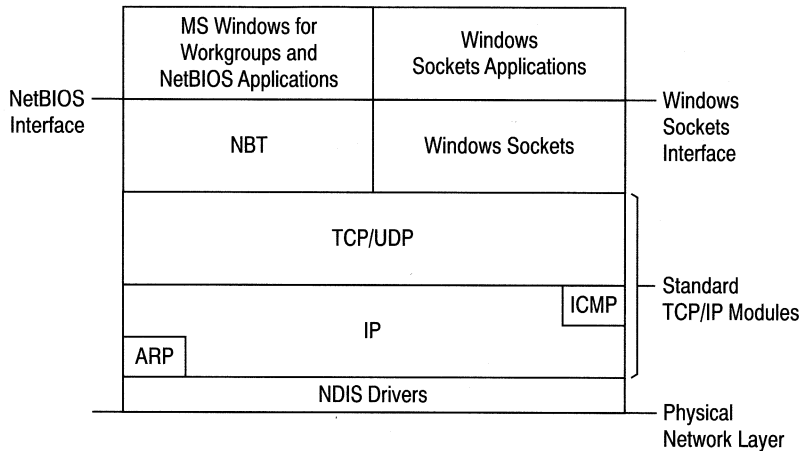 MS Windows for
Workgroups and
NetBIOS Applications
Windows
Sockets Applications
NetBIOS
Interface
Windows
Sockets
Interface
NBT
Windows Sockets
TCP/UDP
Standard
TCP/IP Modules
ICMP
IP
ARP
NDIS Drivers
Physical
Network Layer